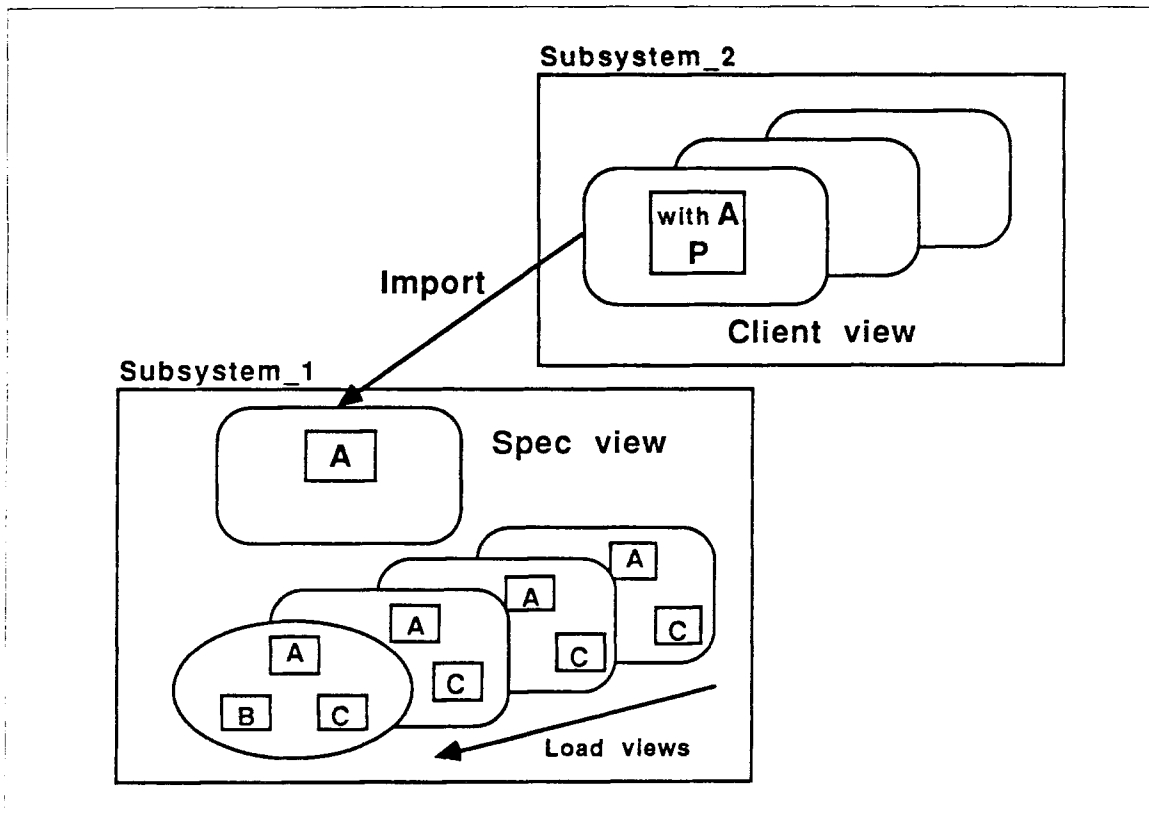 Subsystem_2
with A
P
Import
Client view
Subsystem_1
A
Spec view
A
A
C
A
C
A
C
A
B
C
Load views